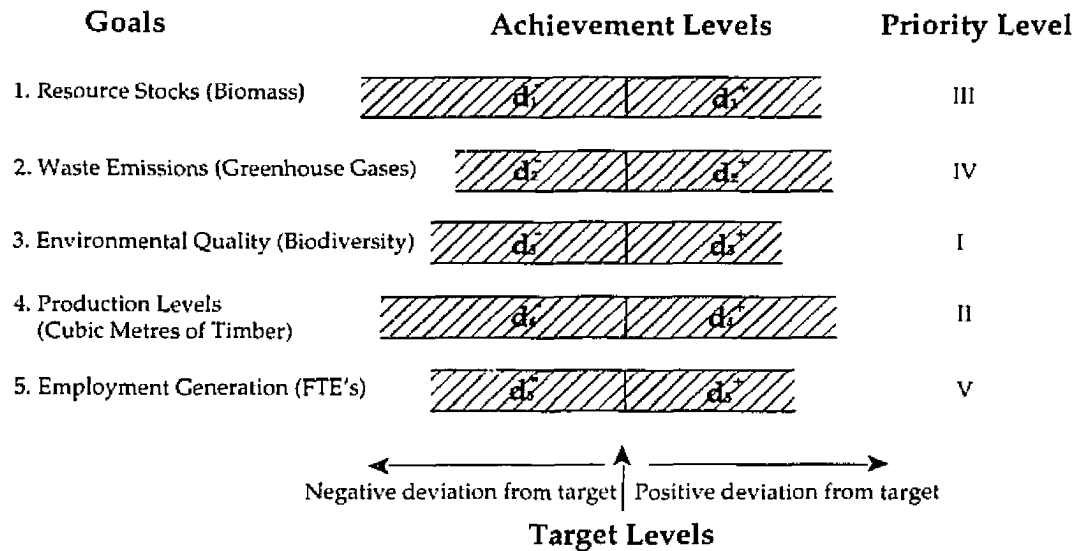 Goals Achievement Levels Priority Level
1. Resource Stocks (Biomass) d₁⁻ d₁⁺ III
2. Waste Emissions (Greenhouse Gases) d₂⁻ d₂⁺ IV
3. Environmental Quality (Biodiversity) d₃⁻ d₃⁺ I
4. Production Levels
(Cubic Metres of Timber) d₄⁻ d₄⁺ II
5. Employment Generation (FTE's) d₅⁻ d₅⁺ V
Negative deviation from target Positive deviation from target
Target Levels